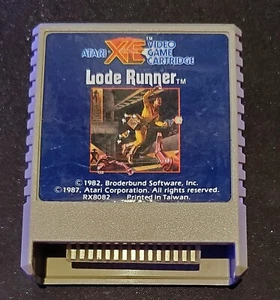 ATARI XE ™ VIDEO
GAME
CARTRIDGE
Lode Runner™
© 1982, Broderbund Software, Inc.
© 1987, Atari Corporation. All rights reserved.
RX8082 Printed in Taiwan.